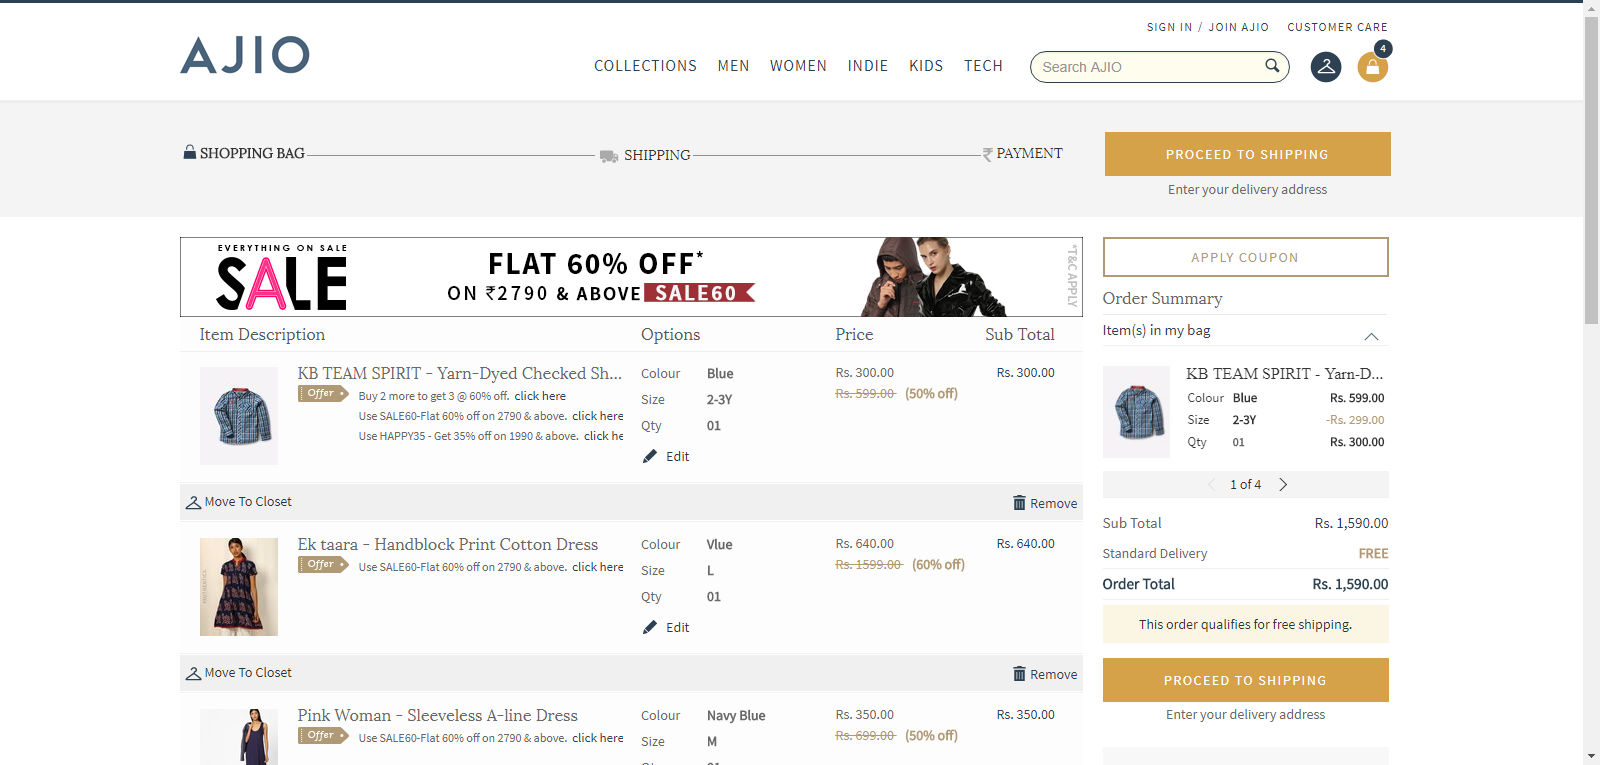 SIGN IN / JOIN AJIO CUSTOMER CARE
AJIO
COLLECTIONS MEN WOMEN INDIE KIDS TECH
Search AJIO
4
SHOPPING BAG
SHIPPING
PAYMENT
PROCEED TO SHIPPING
Enter your delivery address
EVERYTHING ON SALE
SALE
FLAT 60% OFF*
ON ₹2790 & ABOVE SALE60
*T&C APPLY
Item Description Options Price Sub Total
KB TEAM SPIRIT - Yarn-Dyed Checked Sh...
Offer
Buy 2 more to get 3 @ 60% off. click here
Use SALE60-Flat 60% off on 2790 & above. click here
Use HAPPY35 - Get 35% off on 1990 & above. click he
Colour Blue
Size 2-3Y
Qty 01
Edit
Rs. 300.00
Rs. 599.00 (50% off)
Rs. 300.00
Move To Closet
Remove
Ek taara - Handblock Print Cotton Dress
Offer
Use SALE60-Flat 60% off on 2790 & above. click here
Colour Vlue
Size L
Qty 01
Edit
Rs. 640.00
Rs. 1599.00 (60% off)
Rs. 640.00
Move To Closet
Remove
Pink Woman - Sleeveless A-line Dress
Offer
Use SALE60-Flat 60% off on 2790 & above. click here
Colour Navy Blue
Size M
Rs. 350.00
Rs. 699.00 (50% off)
Rs. 350.00
APPLY COUPON
Order Summary
Item(s) in my bag
KB TEAM SPIRIT - Yarn-D...
Colour Blue Rs. 599.00
Size 2-3Y -Rs. 299.00
Qty 01 Rs. 300.00
1 of 4
Sub Total Rs. 1,590.00
Standard Delivery FREE
Order Total Rs. 1,590.00
This order qualifies for free shipping.
PROCEED TO SHIPPING
Enter your delivery address